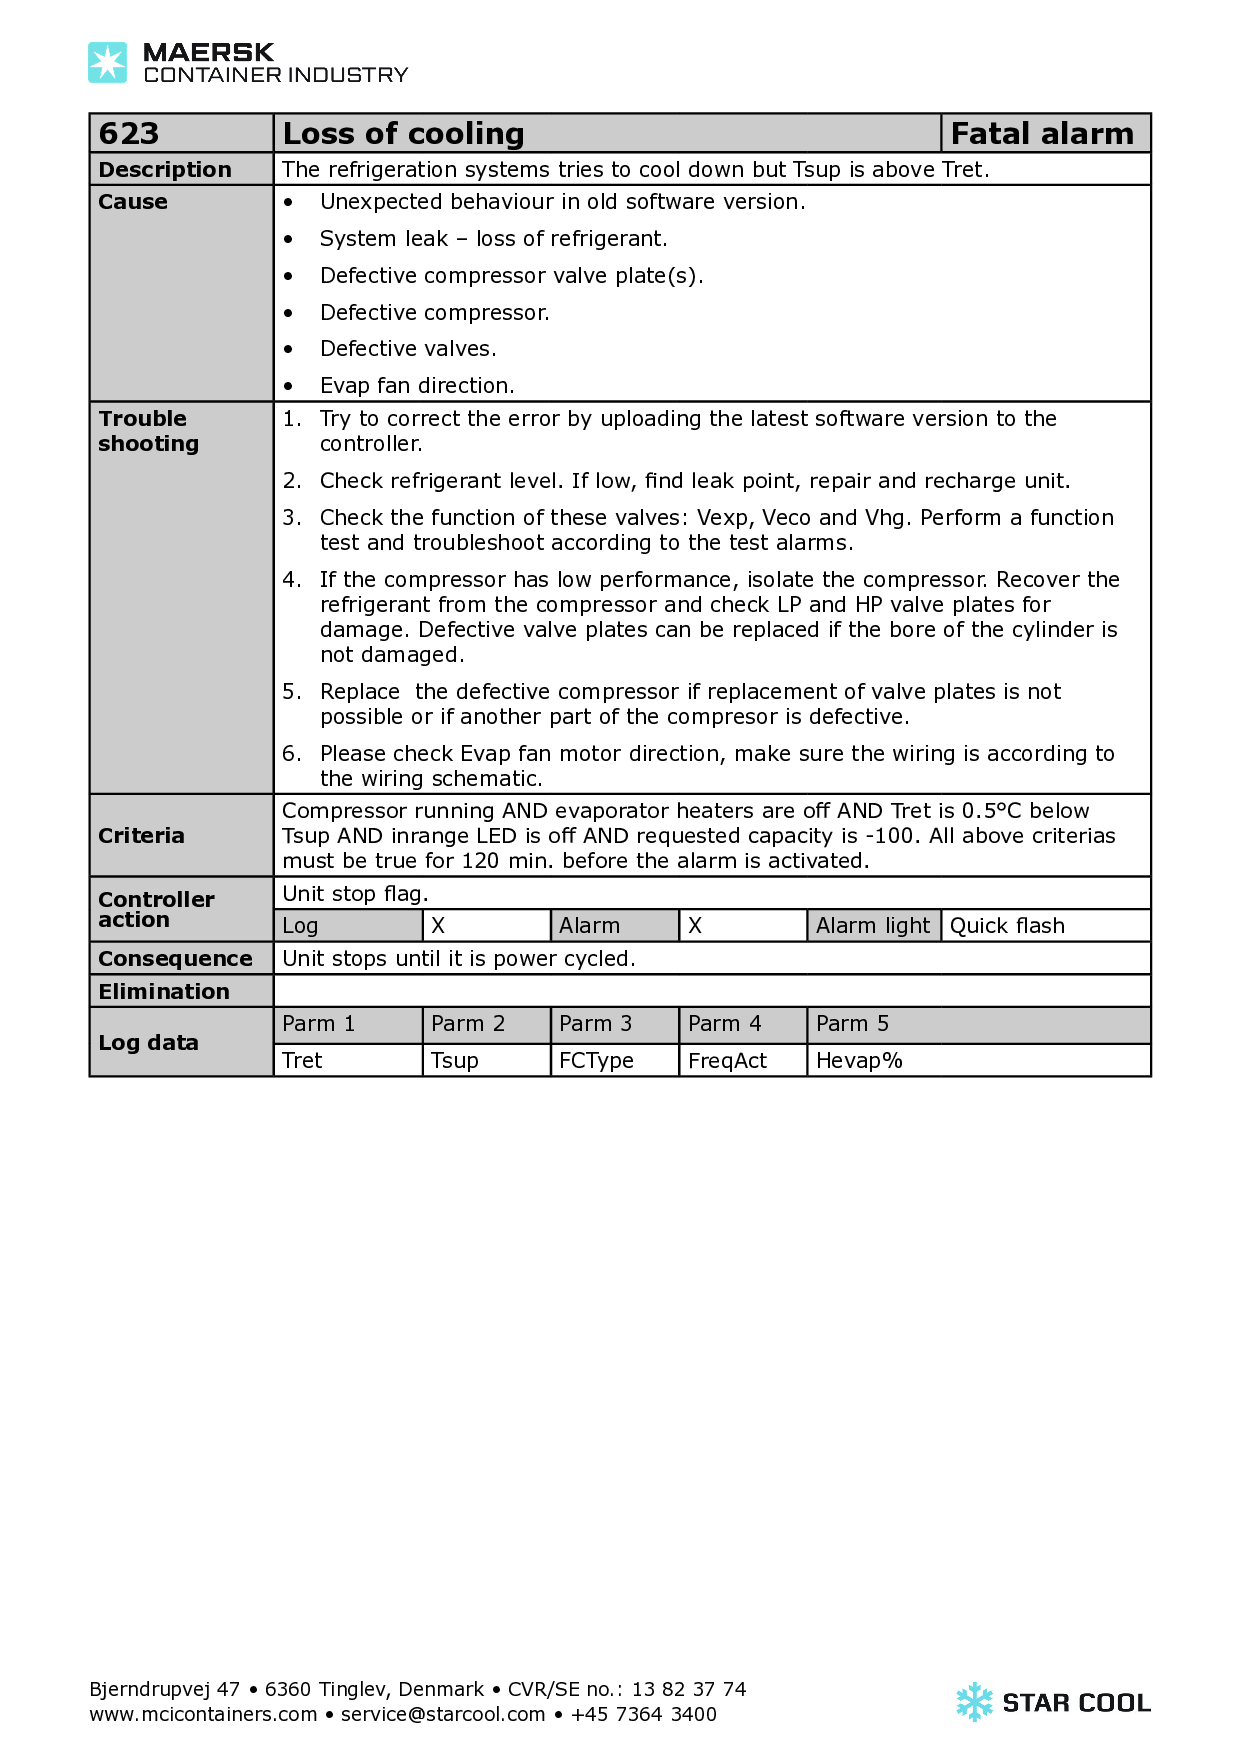 MAERSK
CONTAINER INDUSTRY
623 Loss of cooling Fatal alarm
Description The refrigeration systems tries to cool down but Tsup is above Tret.
Cause • Unexpected behaviour in old software version.
• System leak – loss of refrigerant.
• Defective compressor valve plate(s).
• Defective compressor.
• Defective valves.
• Evap fan direction.
Trouble
shooting
1. Try to correct the error by uploading the latest software version to the
controller.
2. Check refrigerant level. If low, find leak point, repair and recharge unit.
3. Check the function of these valves: Vexp, Veco and Vhg. Perform a function
test and troubleshoot according to the test alarms.
4. If the compressor has low performance, isolate the compressor. Recover the
refrigerant from the compressor and check LP and HP valve plates for
damage. Defective valve plates can be replaced if the bore of the cylinder is
not damaged.
5. Replace  the defective compressor if replacement of valve plates is not
possible or if another part of the compresor is defective.
6. Please check Evap fan motor direction, make sure the wiring is according to
the wiring schematic.
Criteria
Compressor running AND evaporator heaters are off AND Tret is 0.5°C below
Tsup AND inrange LED is off AND requested capacity is -100. All above criterias
must be true for 120 min. before the alarm is activated.
Controller
action
Unit stop flag.
Log X Alarm X Alarm light Quick flash
Consequence Unit stops until it is power cycled.
Elimination
Log data
Parm 1 Parm 2 Parm 3 Parm 4 Parm 5
Tret Tsup FCType FreqAct Hevap%
Bjerndrupvej 47 • 6360 Tinglev, Denmark • CVR/SE no.: 13 82 37 74
www.mcicontainers.com • service@starcool.com • +45 7364 3400
STAR COOL